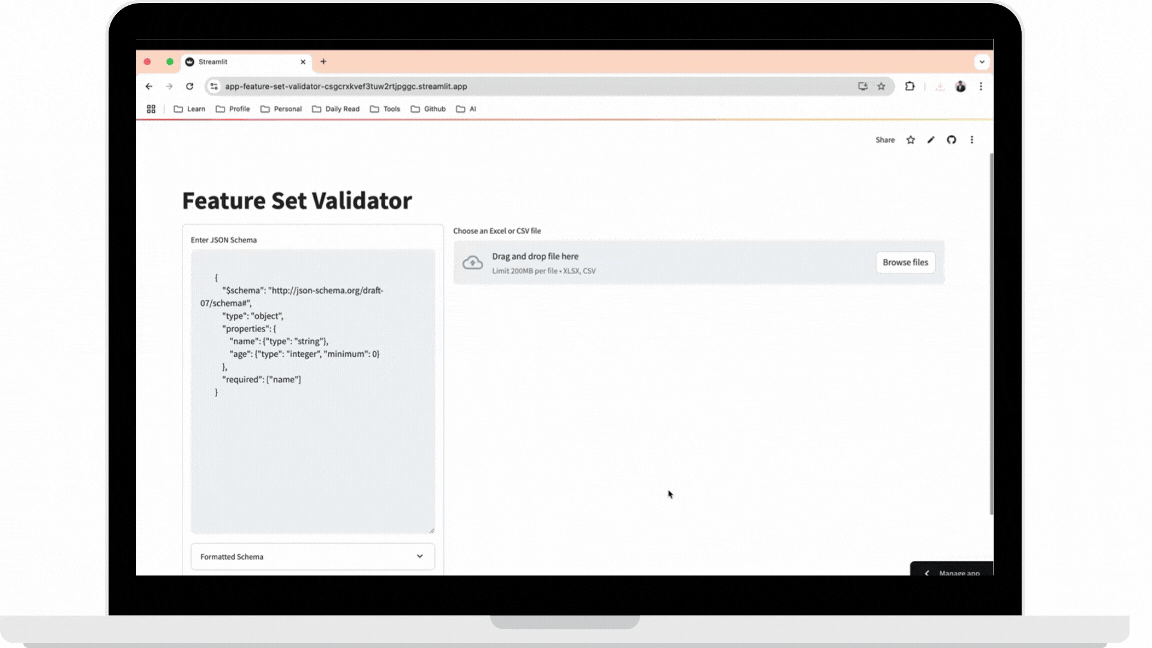 Streamlit
app-feature-set-validator-csgcrxkvef3tuw2rtjpggc.streamlit.app
Learn Profile Personal Daily Read Tools Github AI
Share
Feature Set Validator
Enter JSON Schema
{
"$schema": "http://json-schema.org/draft-
07/schema#",
"type": "object",
"properties": {
"name": {"type": "string"},
"age": {"type": "integer", "minimum": 0}
},
"required": ["name"]
}
Formatted Schema
Choose an Excel or CSV file
Drag and drop file here
Limit 200MB per file • XLSX, CSV
Browse files
Manage app